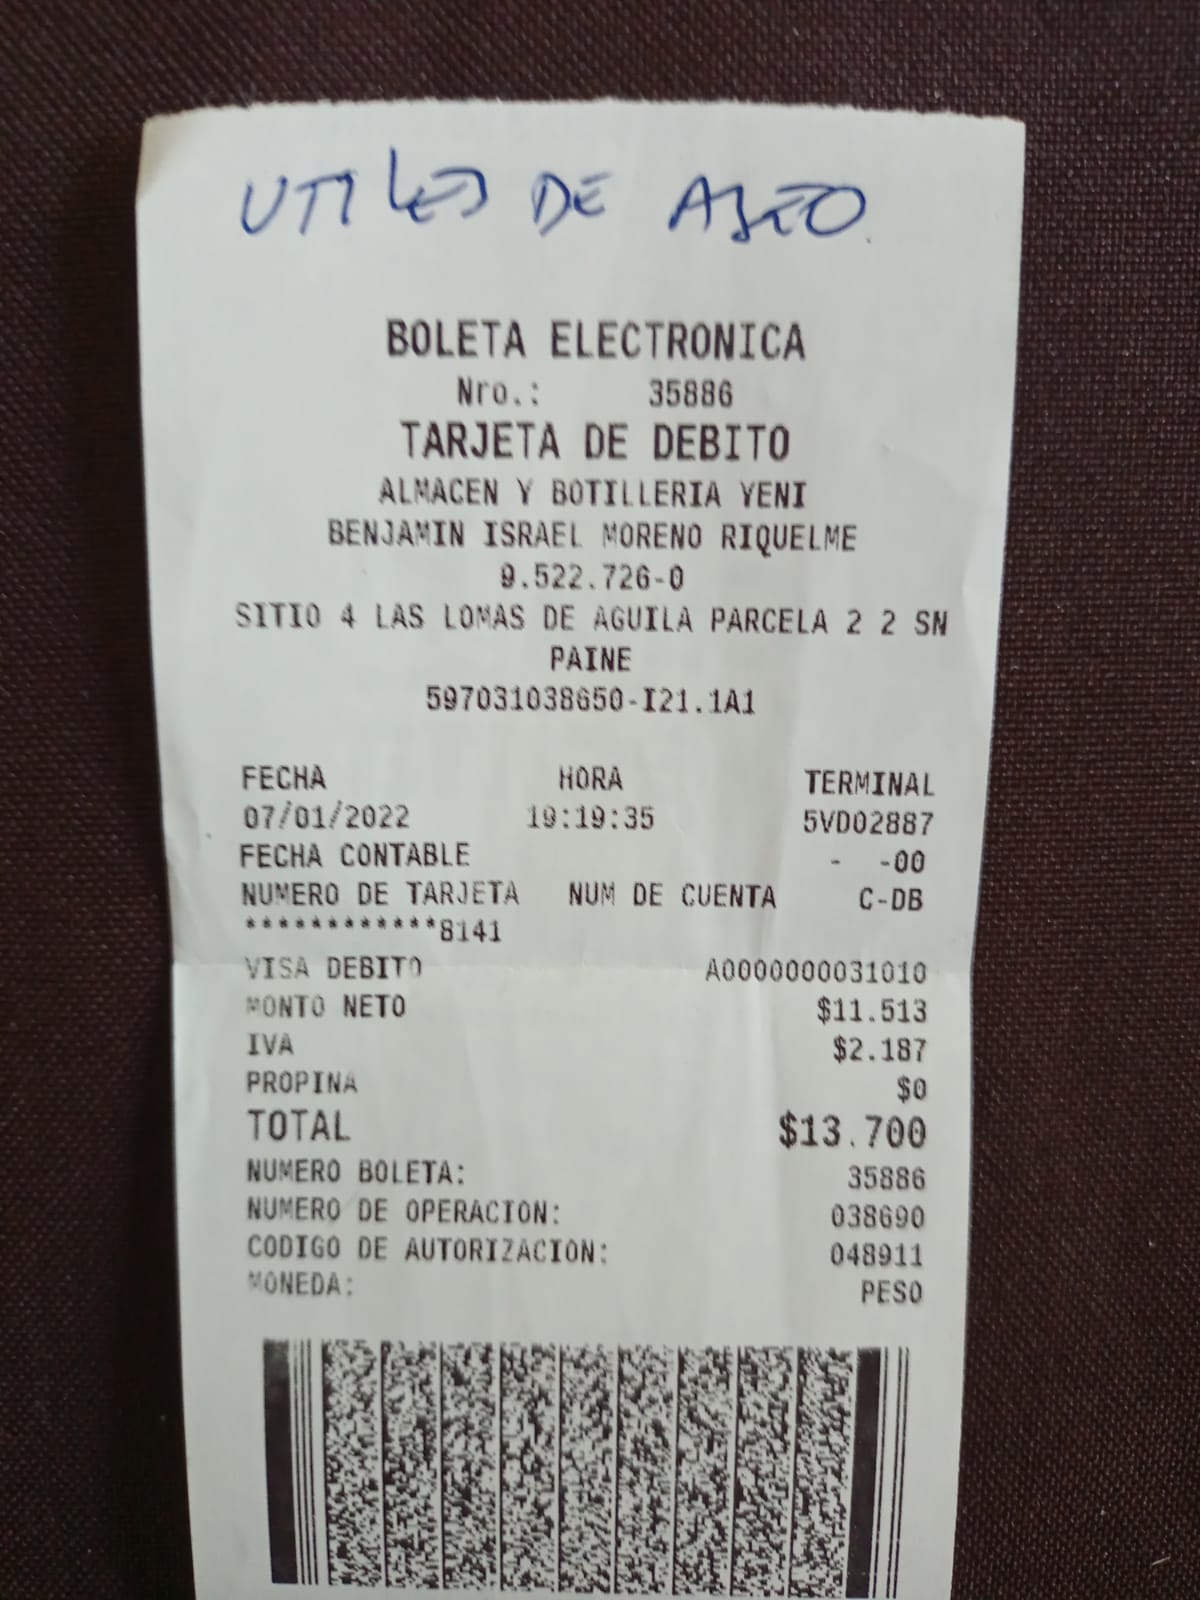 UTILES DE ASEO
BOLETA ELECTRONICA
Nro.: 35886
TARJETA DE DEBITO
ALMACEN Y BOTILLERIA YENI
BENJAMIN ISRAEL MORENO RIQUELME
9.522.726-0
SITIO 4 LAS LOMAS DE AGUILA PARCELA 2 2 SN
PAINE
597031038650-I21.1A1
FECHA HORA TERMINAL
07/01/2022 19:19:35 5VD02887
FECHA CONTABLE - -00
NUMERO DE TARJETA NUM DE CUENTA C-DB
************8141
VISA DEBITO A0000000031010
MONTO NETO $11.513
IVA $2.187
PROPINA $0
TOTAL $13.700
NUMERO BOLETA: 35886
NUMERO DE OPERACION: 038690
CODIGO DE AUTORIZACION: 048911
MONEDA: PESO